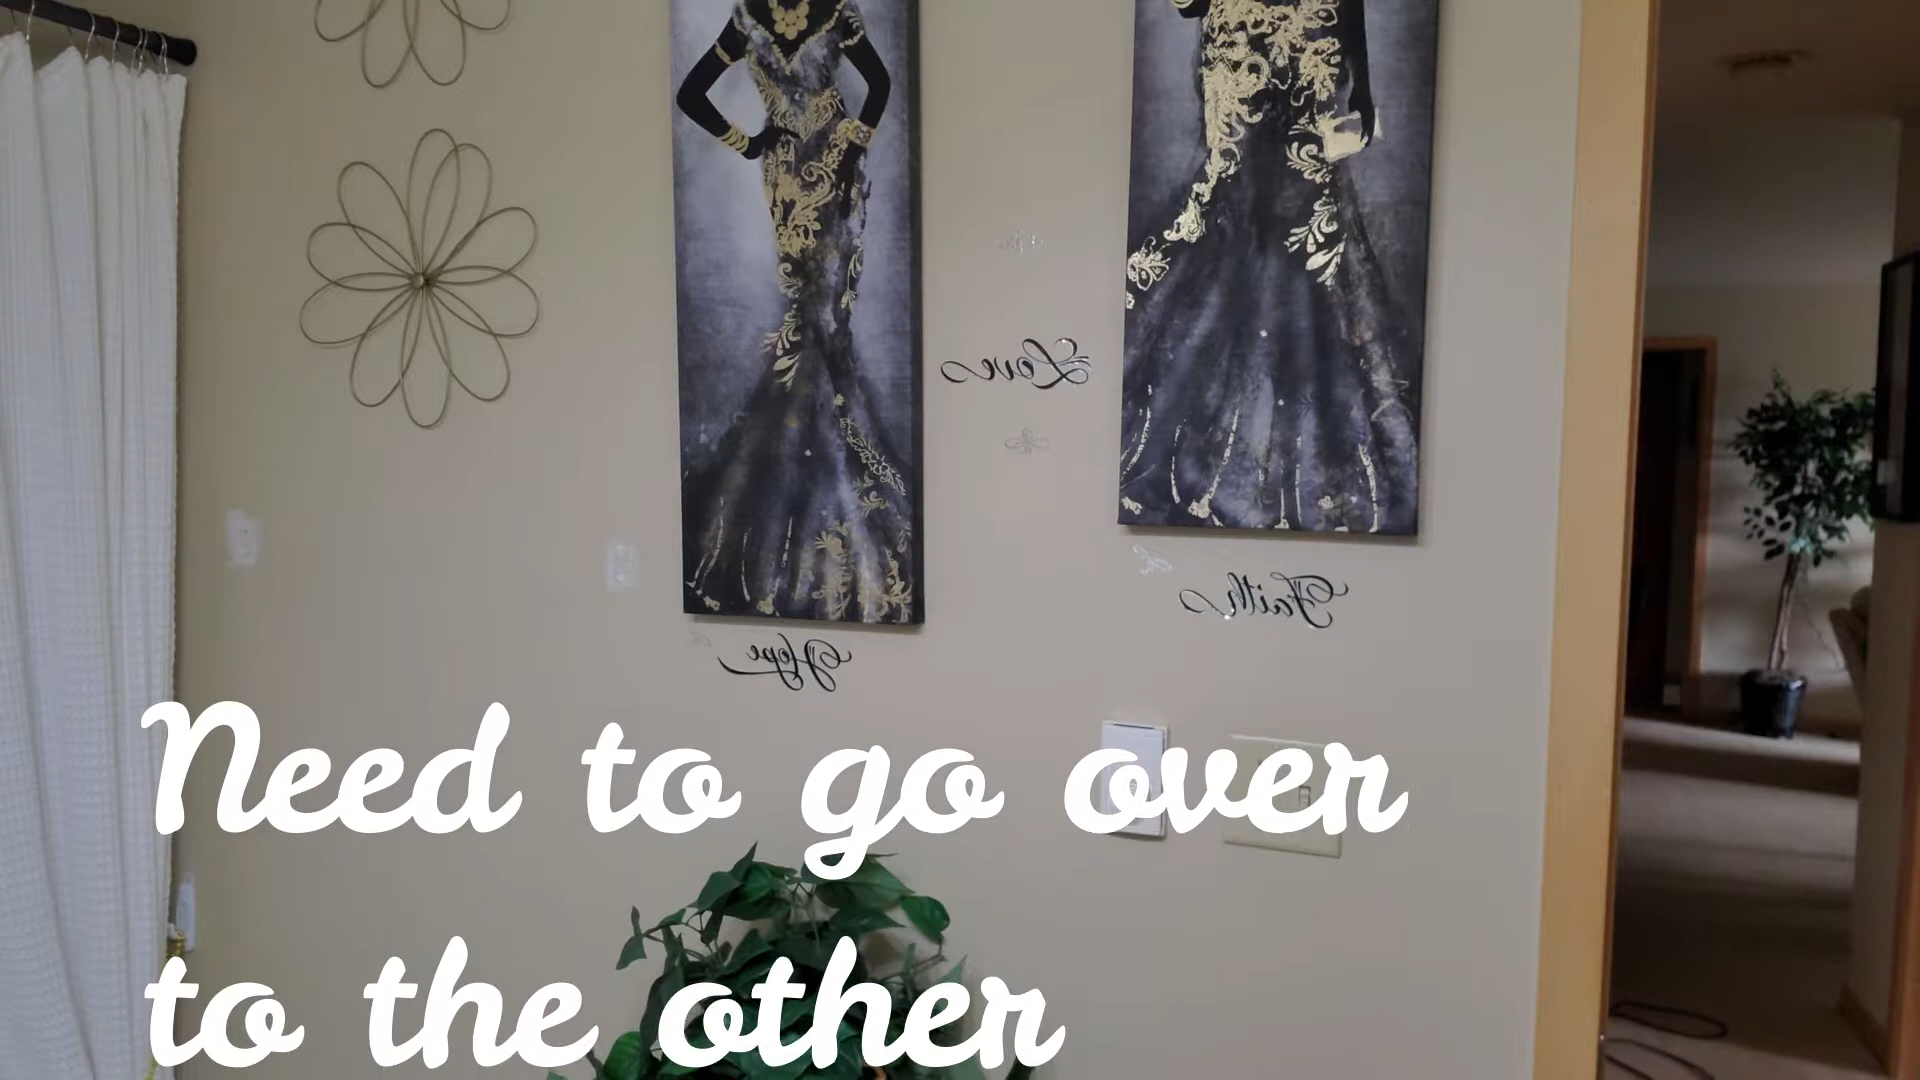 Love
Faith
Hope
Need to go over
to the other